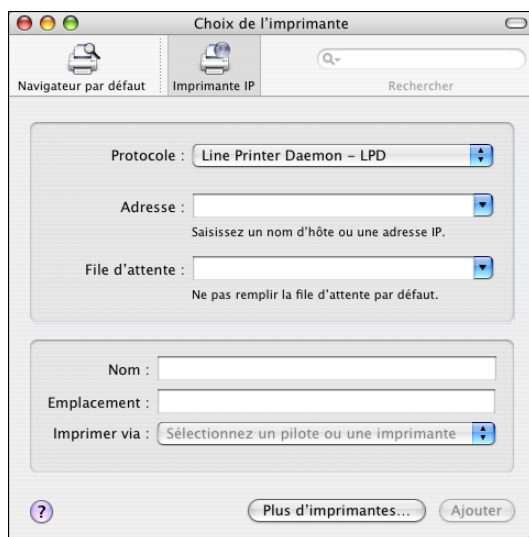 Choix de l'imprimante
Navigateur par défaut
Imprimante IP
Rechercher
Protocole : Line Printer Daemon – LPD
Adresse :
Saisissez un nom d'hôte ou une adresse IP.
File d'attente :
Ne pas remplir la file d'attente par défaut.
Nom :
Emplacement :
Imprimer via : Sélectionnez un pilote ou une imprimante
? Plus d'imprimantes... Ajouter